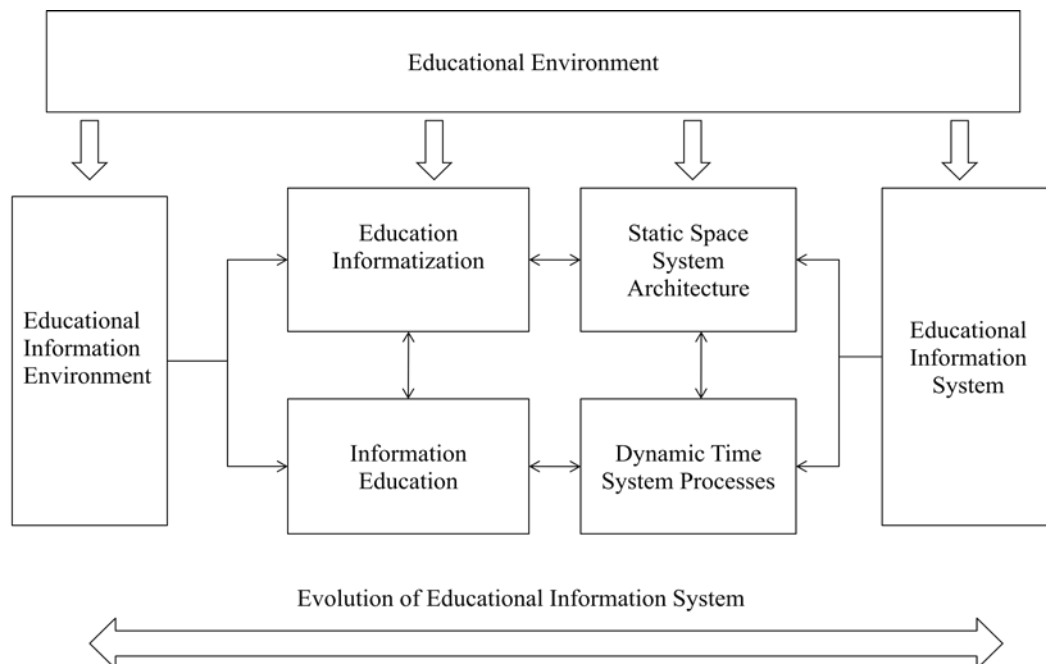 Educational Environment
Education
Informatization
Static Space
System
Architecture
Educational
Information
Environment
Educational
Information
System
Information
Education
Dynamic Time
System Processes
Evolution of Educational Information System